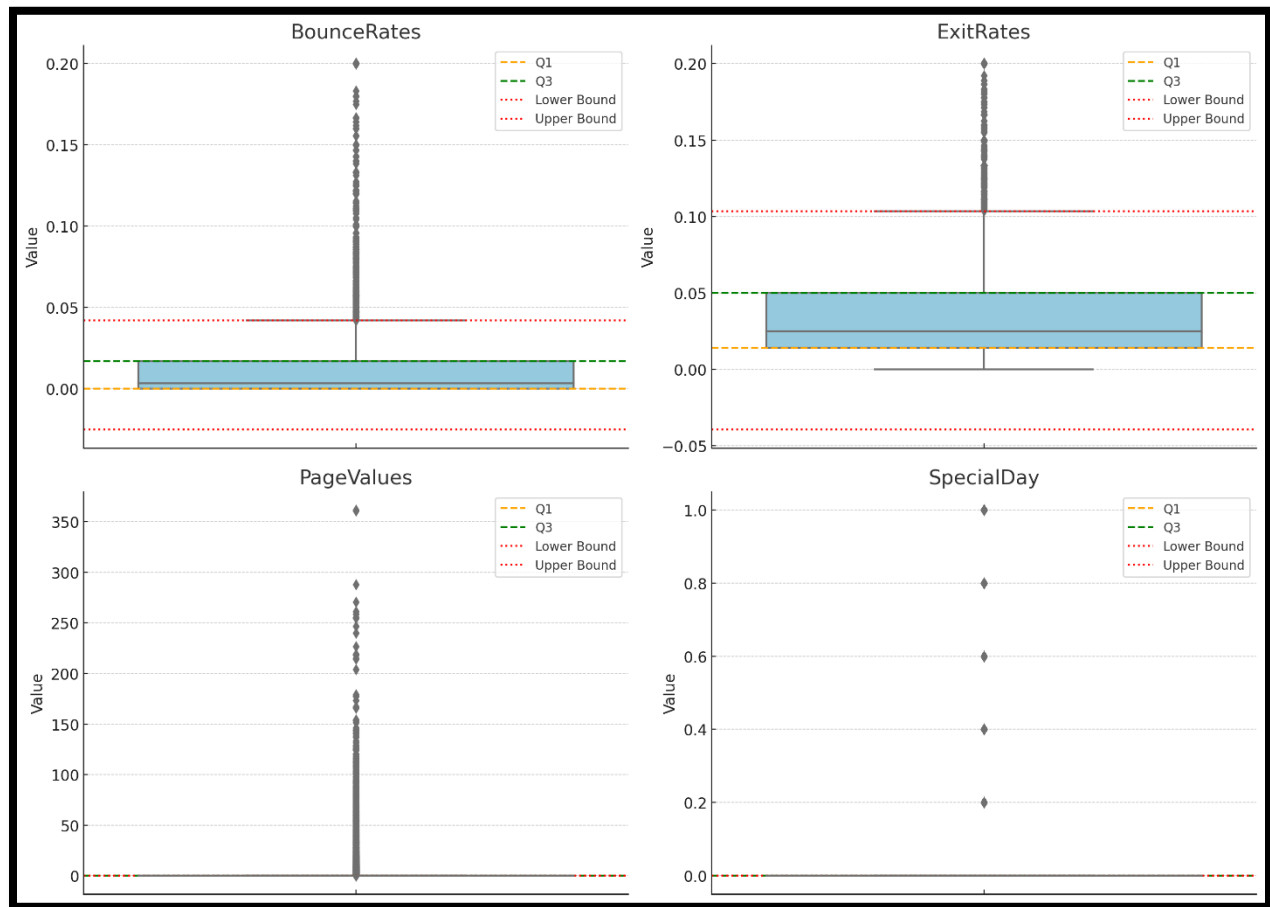 BounceRates
0.20
0.15
0.10
0.05
0.00
Value
Q1
Q3
Lower Bound
Upper Bound
ExitRates
0.20
0.15
0.10
0.05
0.00
−0.05
Value
Q1
Q3
Lower Bound
Upper Bound
PageValues
350
300
250
200
150
100
50
0
Value
Q1
Q3
Lower Bound
Upper Bound
SpecialDay
1.0
0.8
0.6
0.4
0.2
0.0
Value
Q1
Q3
Lower Bound
Upper Bound